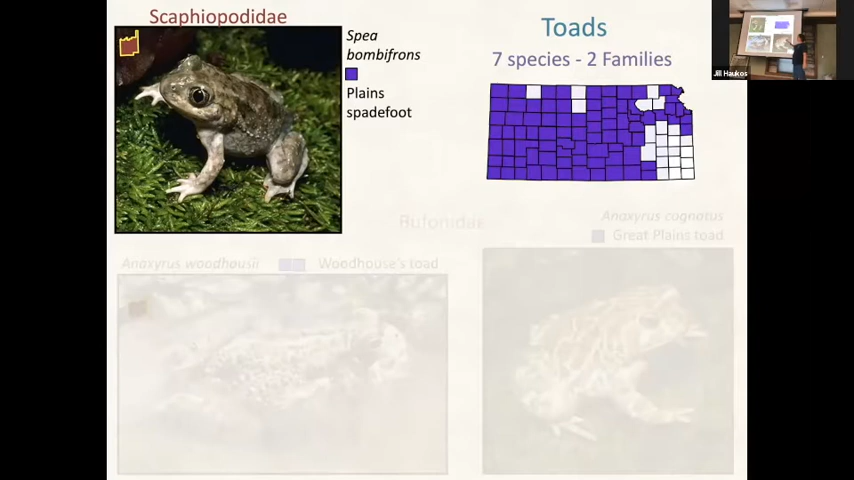 Scaphiopodidae
Spea
bombifrons
Plains
spadefoot
Toads
7 species - 2 Families
Jill Haukos
Bufonidae
Anaxyrus cognatus
Great Plains toad
Anaxyrus woodhousii
Woodhouse's toad